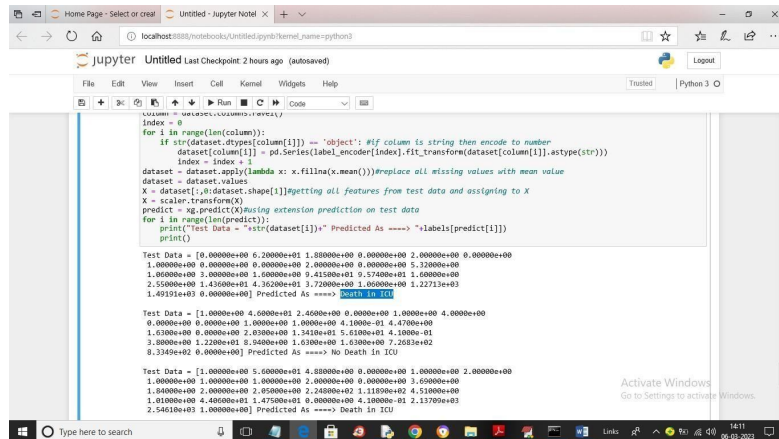 Home Page - Select or creat
Untitled - Jupyter Notel
localhost:8888/notebooks/Untitled.ipynb?kernel_name=python3
jupyter Untitled Last Checkpoint: 2 hours ago (autosaved)
Logout
File Edit View Insert Cell Kernel Widgets Help
Trusted Python 3
Run Code
column = dataset.columns.ravel()
index = 0
for i in range(len(column)):
if str(dataset.dtypes[column[i]]) == 'object': #if column is string then encode to number
dataset[column[i]] = pd.Series(label_encoder[index].fit_transform(dataset[column[i]].astype(str)))
index = index + 1
dataset = dataset.apply(lambda x: x.fillna(x.mean()))#replace all missing values with mean value
dataset = dataset.values
X = dataset[:,0:dataset.shape[1]]#getting all features from test data and assigning to X
X = scaler.transform(X)
predict = xg.predict(X)#using extension prediction on test data
for i in range(len(predict)):
print("Test Data = "+str(dataset[i])+" Predicted As ====> "+labels[predict[i]])
print()
Test Data = [0.00000e+00 6.20000e+01 1.88000e+00 0.00000e+00 2.00000e+00 0.00000e+00
1.00000e+00 0.00000e+00 0.00000e+00 2.00000e+00 0.00000e+00 5.32000e+00
1.06000e+00 3.00000e+00 1.60000e+00 9.41500e+01 9.57400e+01 1.60000e+00
2.55000e+00 1.43600e+01 4.36200e+01 3.72000e+00 1.06000e+00 1.22713e+03
1.49191e+03 0.00000e+00] Predicted As ====> Death in ICU
Test Data = [1.0000e+00 4.6000e+01 2.4600e+00 0.0000e+00 1.0000e+00 4.0000e+00
0.0000e+00 0.0000e+00 1.0000e+00 1.0000e+00 4.1000e-01 4.4700e+00
1.6300e+00 0.0000e+00 2.0300e+00 1.3410e+01 5.6100e+01 4.1000e-01
3.8000e+00 1.2200e+01 8.9400e+00 1.6300e+00 1.6300e+00 7.2683e+02
8.3349e+02 0.0000e+00] Predicted As ====> No Death in ICU
Test Data = [1.00000e+00 5.60000e+01 4.88000e+00 0.00000e+00 1.00000e+00 2.00000e+00
1.00000e+00 1.00000e+00 1.00000e+00 2.00000e+00 0.00000e+00 3.69000e+00
1.84000e+00 2.00000e+00 2.05000e+00 2.24800e+02 1.11890e+02 4.51000e+00
1.01000e+00 4.40600e+01 1.47500e+01 0.00000e+00 4.10000e-01 2.13709e+03
2.54610e+03 1.00000e+00] Predicted As ====> Death in ICU
Activate Windows
Go to Settings to activate Windows.
Type here to search
Links
14:11
06-03-2023